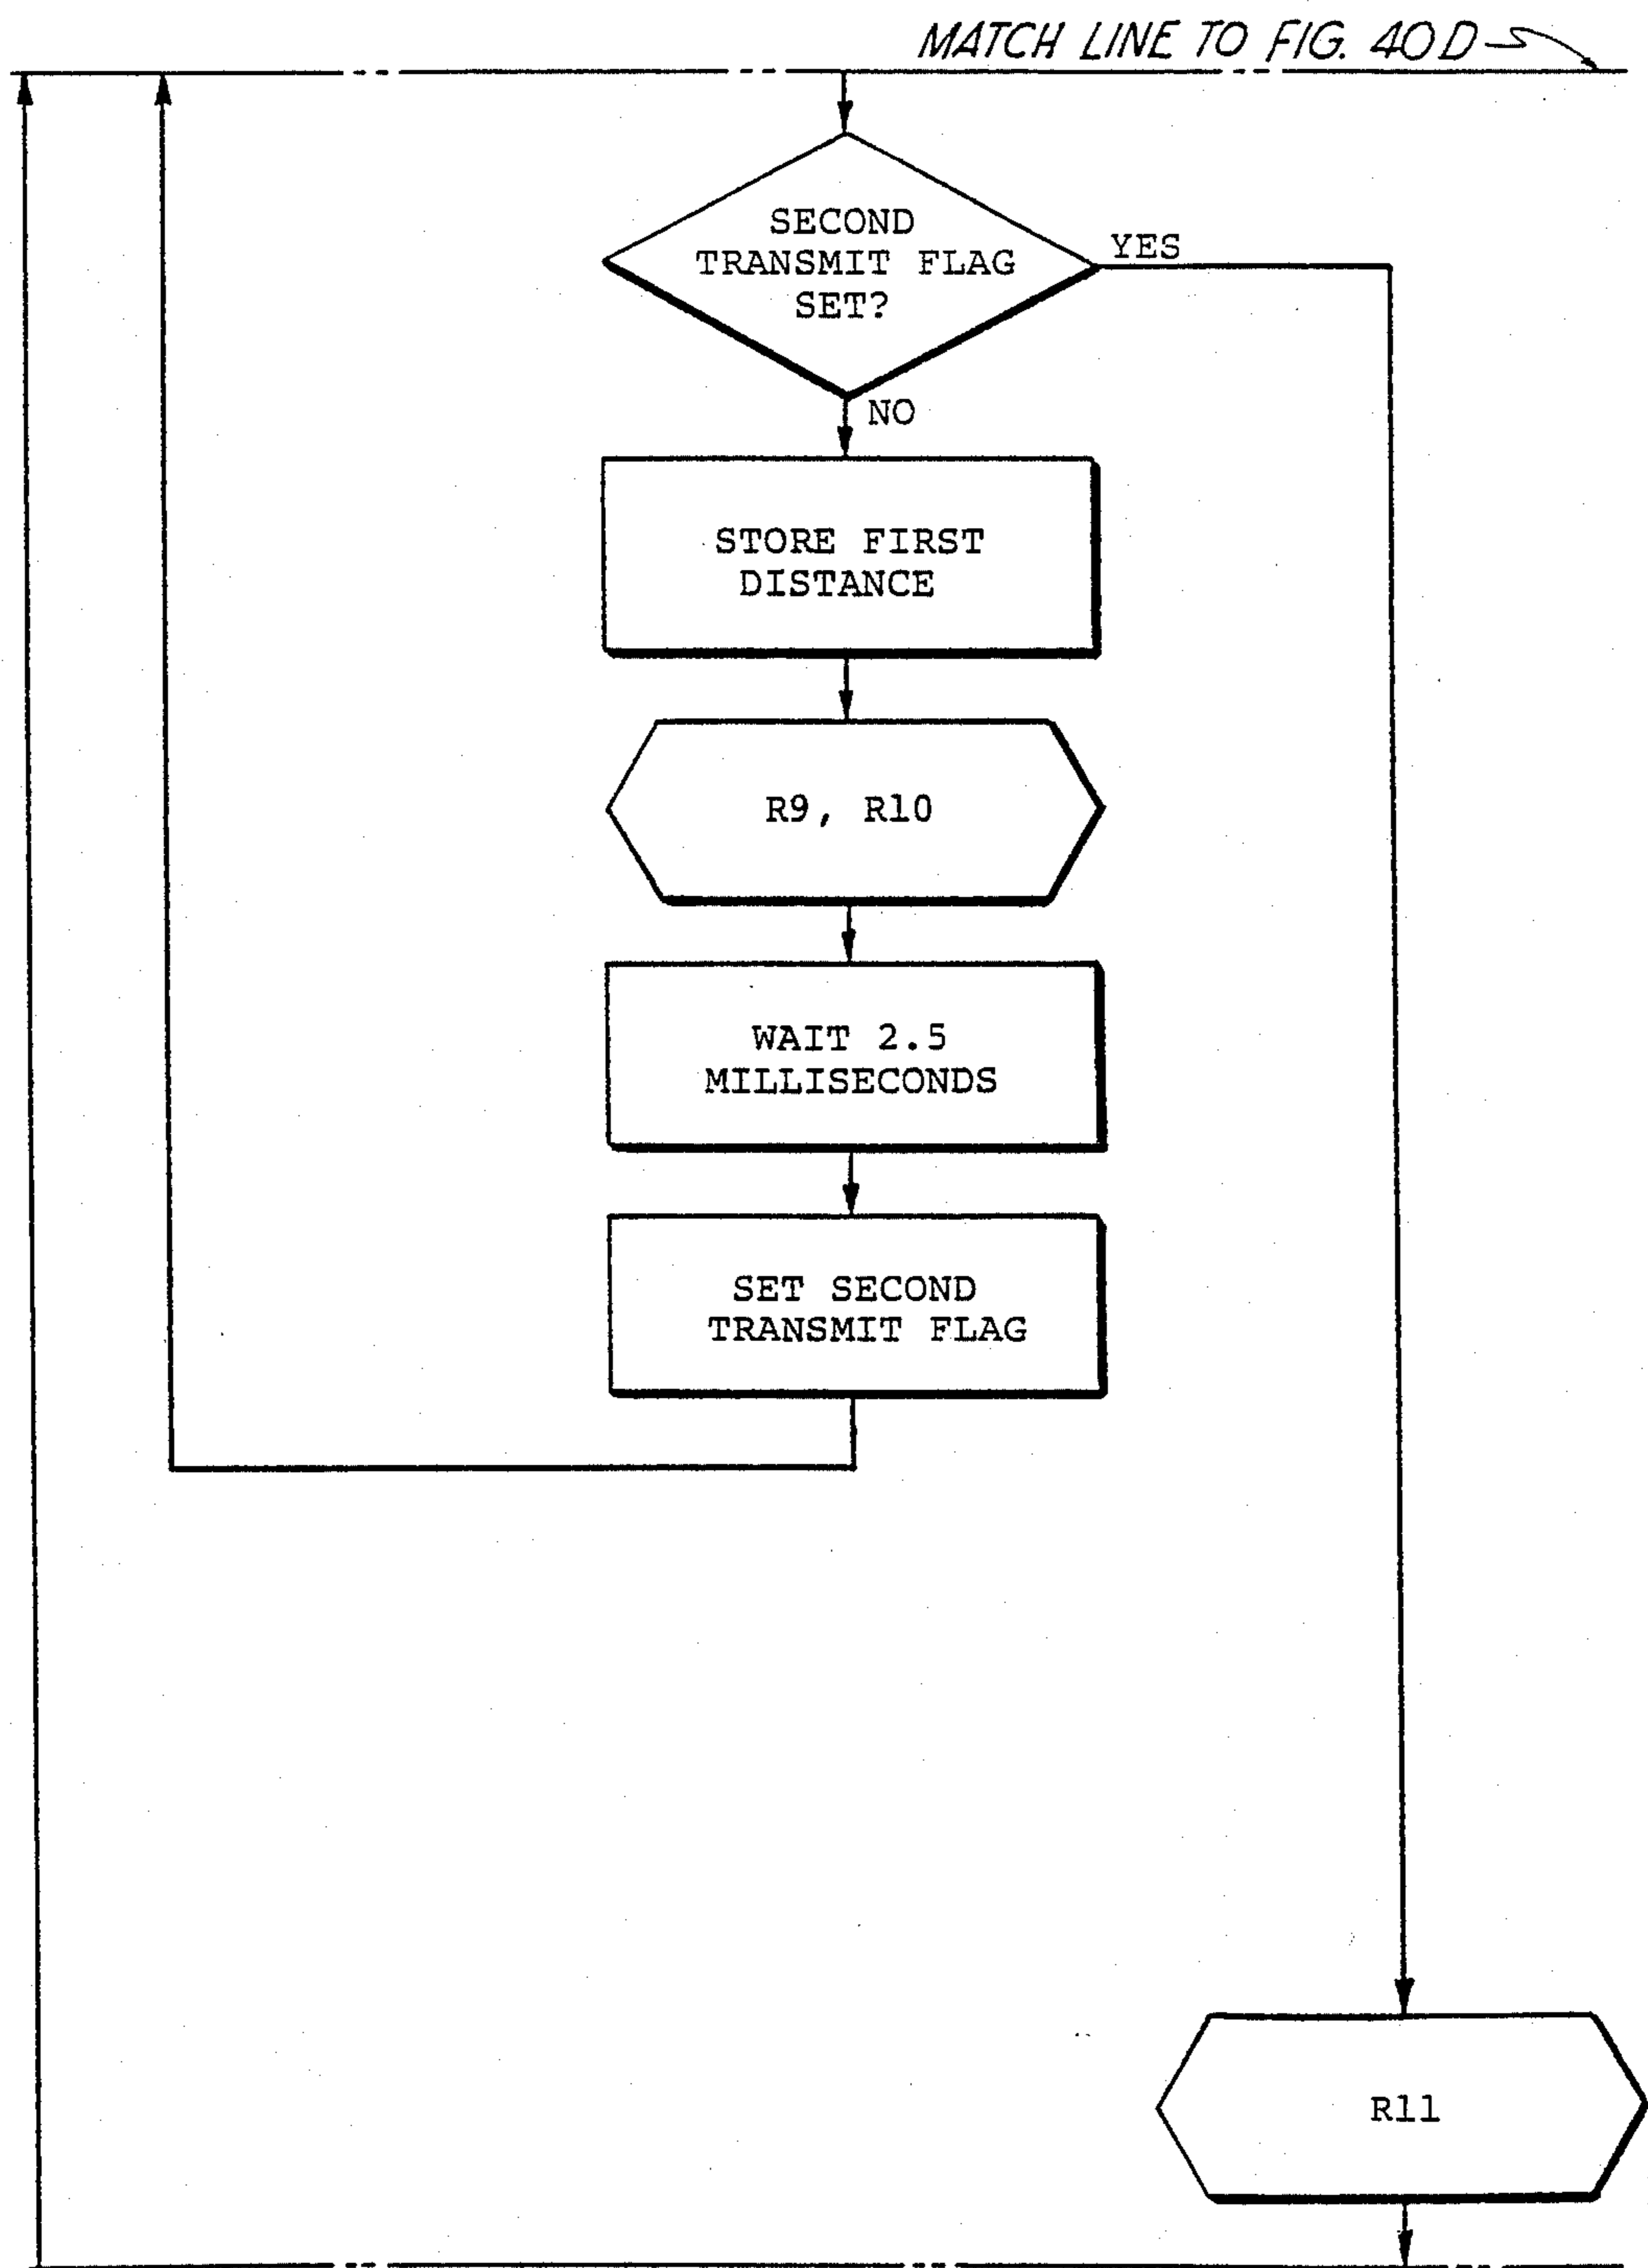 MATCH LINE TO FIG. 40D
SECOND
TRANSMIT FLAG
SET?
YES
NO
STORE FIRST
DISTANCE
R9, R10
WAIT 2.5
MILLISECONDS
SET SECOND
TRANSMIT FLAG
R11